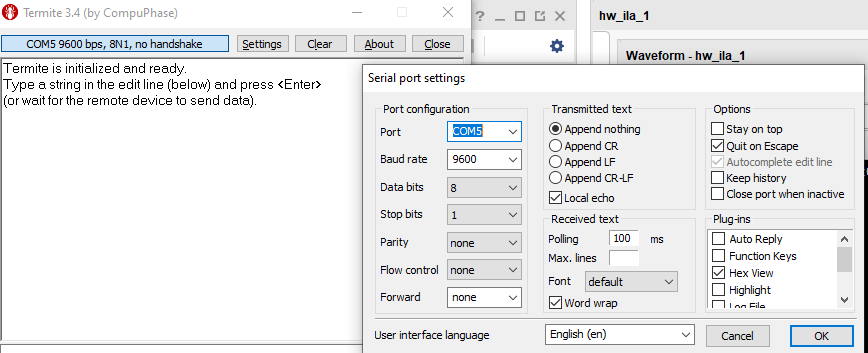 Termite 3.4 (by CompuPhase)
COM5 9600 bps, 8N1, no handshake
Settings
Clear
About
Close
Termite is initialized and ready.
Type a string in the edit line (below) and press <Enter>
(or wait for the remote device to send data).
?
hw_ila_1
Waveform - hw_ila_1
Serial port settings
Port configuration
Port COM5
Baud rate 9600
Data bits 8
Stop bits 1
Parity none
Flow control none
Forward none
Transmitted text
Append nothing
Append CR
Append LF
Append CR-LF
Local echo
Received text
Polling 100 ms
Max. lines
Font default
Word wrap
Options
Stay on top
Quit on Escape
Autocomplete edit line
Keep history
Close port when inactive
Plug-ins
Auto Reply
Function Keys
Hex View
Highlight
Log File
User interface language English (en)
Cancel
OK